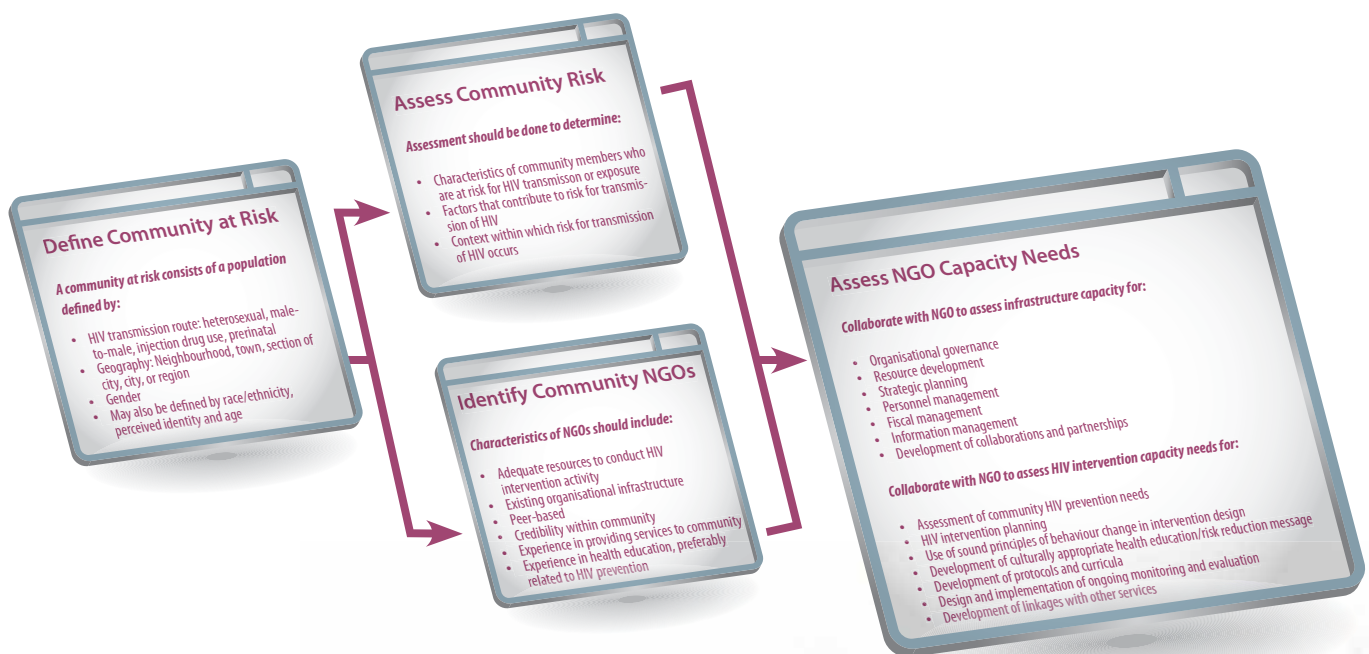 Define Community at Risk
A community at risk consists of a population
defined by:
• HIV transmission route: heterosexual, male-
to-male, injection drug use, prerinatal
• Geography: Neighbourhood, town, section of
city, city, or region
• Gender
• May also be defined by race/ethnicity,
perceived identity and age
Assess Community Risk
Assessment should be done to determine:
• Characteristics of community members who
are at risk for HIV transmisson or exposure
• Factors that contribute to risk for transmis-
sion of HIV
• Context within which risk for transmission
of HIV occurs
Identify Community NGOs
Characteristics of NGOs should include:
• Adequate resources to conduct HIV
intervention activity
• Existing organisational infrastructure
• Peer-based
• Credibility within community
• Experience in providing services to community
• Experience in health education, preferably
related to HIV prevention
Assess NGO Capacity Needs
Collaborate with NGO to assess infrastructure capacity for:
• Organisational governance
• Resource development
• Strategic planning
• Personnel management
• Fiscal management
• Information management
• Development of collaborations and partnerships
Collaborate with NGO to assess HIV intervention capacity needs for:
• Assessment of community HIV prevention needs
• HIV intervention planning
• Use of sound principles of behaviour change in intervention design
• Development of culturally appropriate health education/risk reduction message
• Development of protocols and curricula
• Design and implementation of ongoing monitoring and evaluation
• Development of linkages with other services